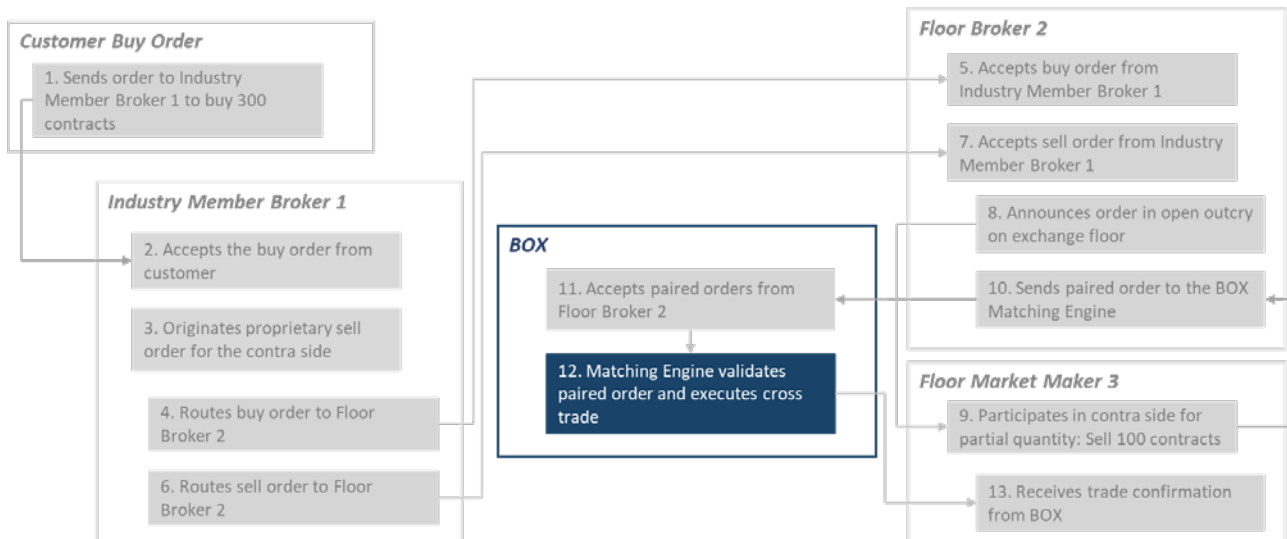 Customer Buy Order
1. Sends order to Industry
Member Broker 1 to buy 300
contracts
Industry Member Broker 1
2. Accepts the buy order from
customer
3. Originates proprietary sell
order for the contra side
4. Routes buy order to Floor
Broker 2
6. Routes sell order to Floor
Broker 2
BOX
11. Accepts paired orders from
Floor Broker 2
12. Matching Engine validates
paired order and executes cross
trade
Floor Broker 2
5. Accepts buy order from
Industry Member Broker 1
7. Accepts sell order from Industry
Member Broker 1
8. Announces order in open outcry
on exchange floor
10. Sends paired order to the BOX
Matching Engine
Floor Market Maker 3
9. Participates in contra side for
partial quantity: Sell 100 contracts
13. Receives trade confirmation
from BOX